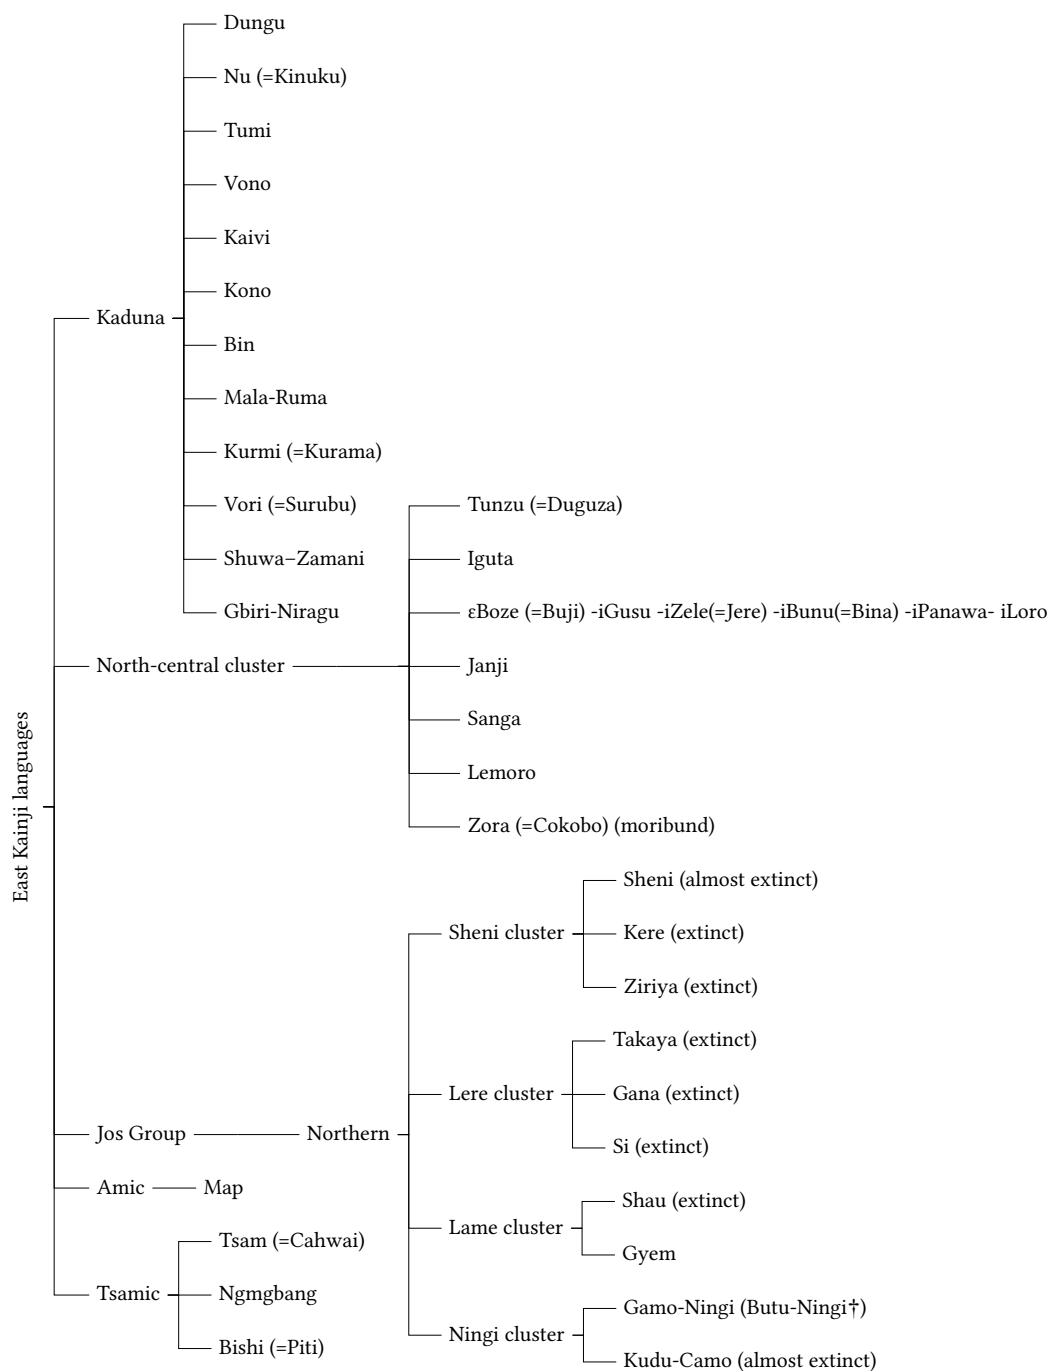 East Kainji languages
Kaduna
Dungu
Nu (=Kinuku)
Tumi
Vono
Kaivi
Kono
Bin
Mala-Ruma
Kurmi (=Kurama)
Vori (=Surubu)
Shuwa–Zamani
Gbiri-Niragu
North-central cluster
Tunzu (=Duguza)
Iguta
ɛBoze (=Buji) -iGusu -iZele(=Jere) -iBunu(=Bina) -iPanawa- iLoro
Janji
Sanga
Lemoro
Zora (=Cokobo) (moribund)
Jos Group
Northern
Sheni cluster
Sheni (almost extinct)
Kere (extinct)
Ziriya (extinct)
Lere cluster
Takaya (extinct)
Gana (extinct)
Si (extinct)
Lame cluster
Shau (extinct)
Gyem
Ningi cluster
Gamo-Ningi (Butu-Ningi†)
Kudu-Camo (almost extinct)
Amic
Map
Tsamic
Tsam (=Cahwai)
Ngmgbang
Bishi (=Piti)